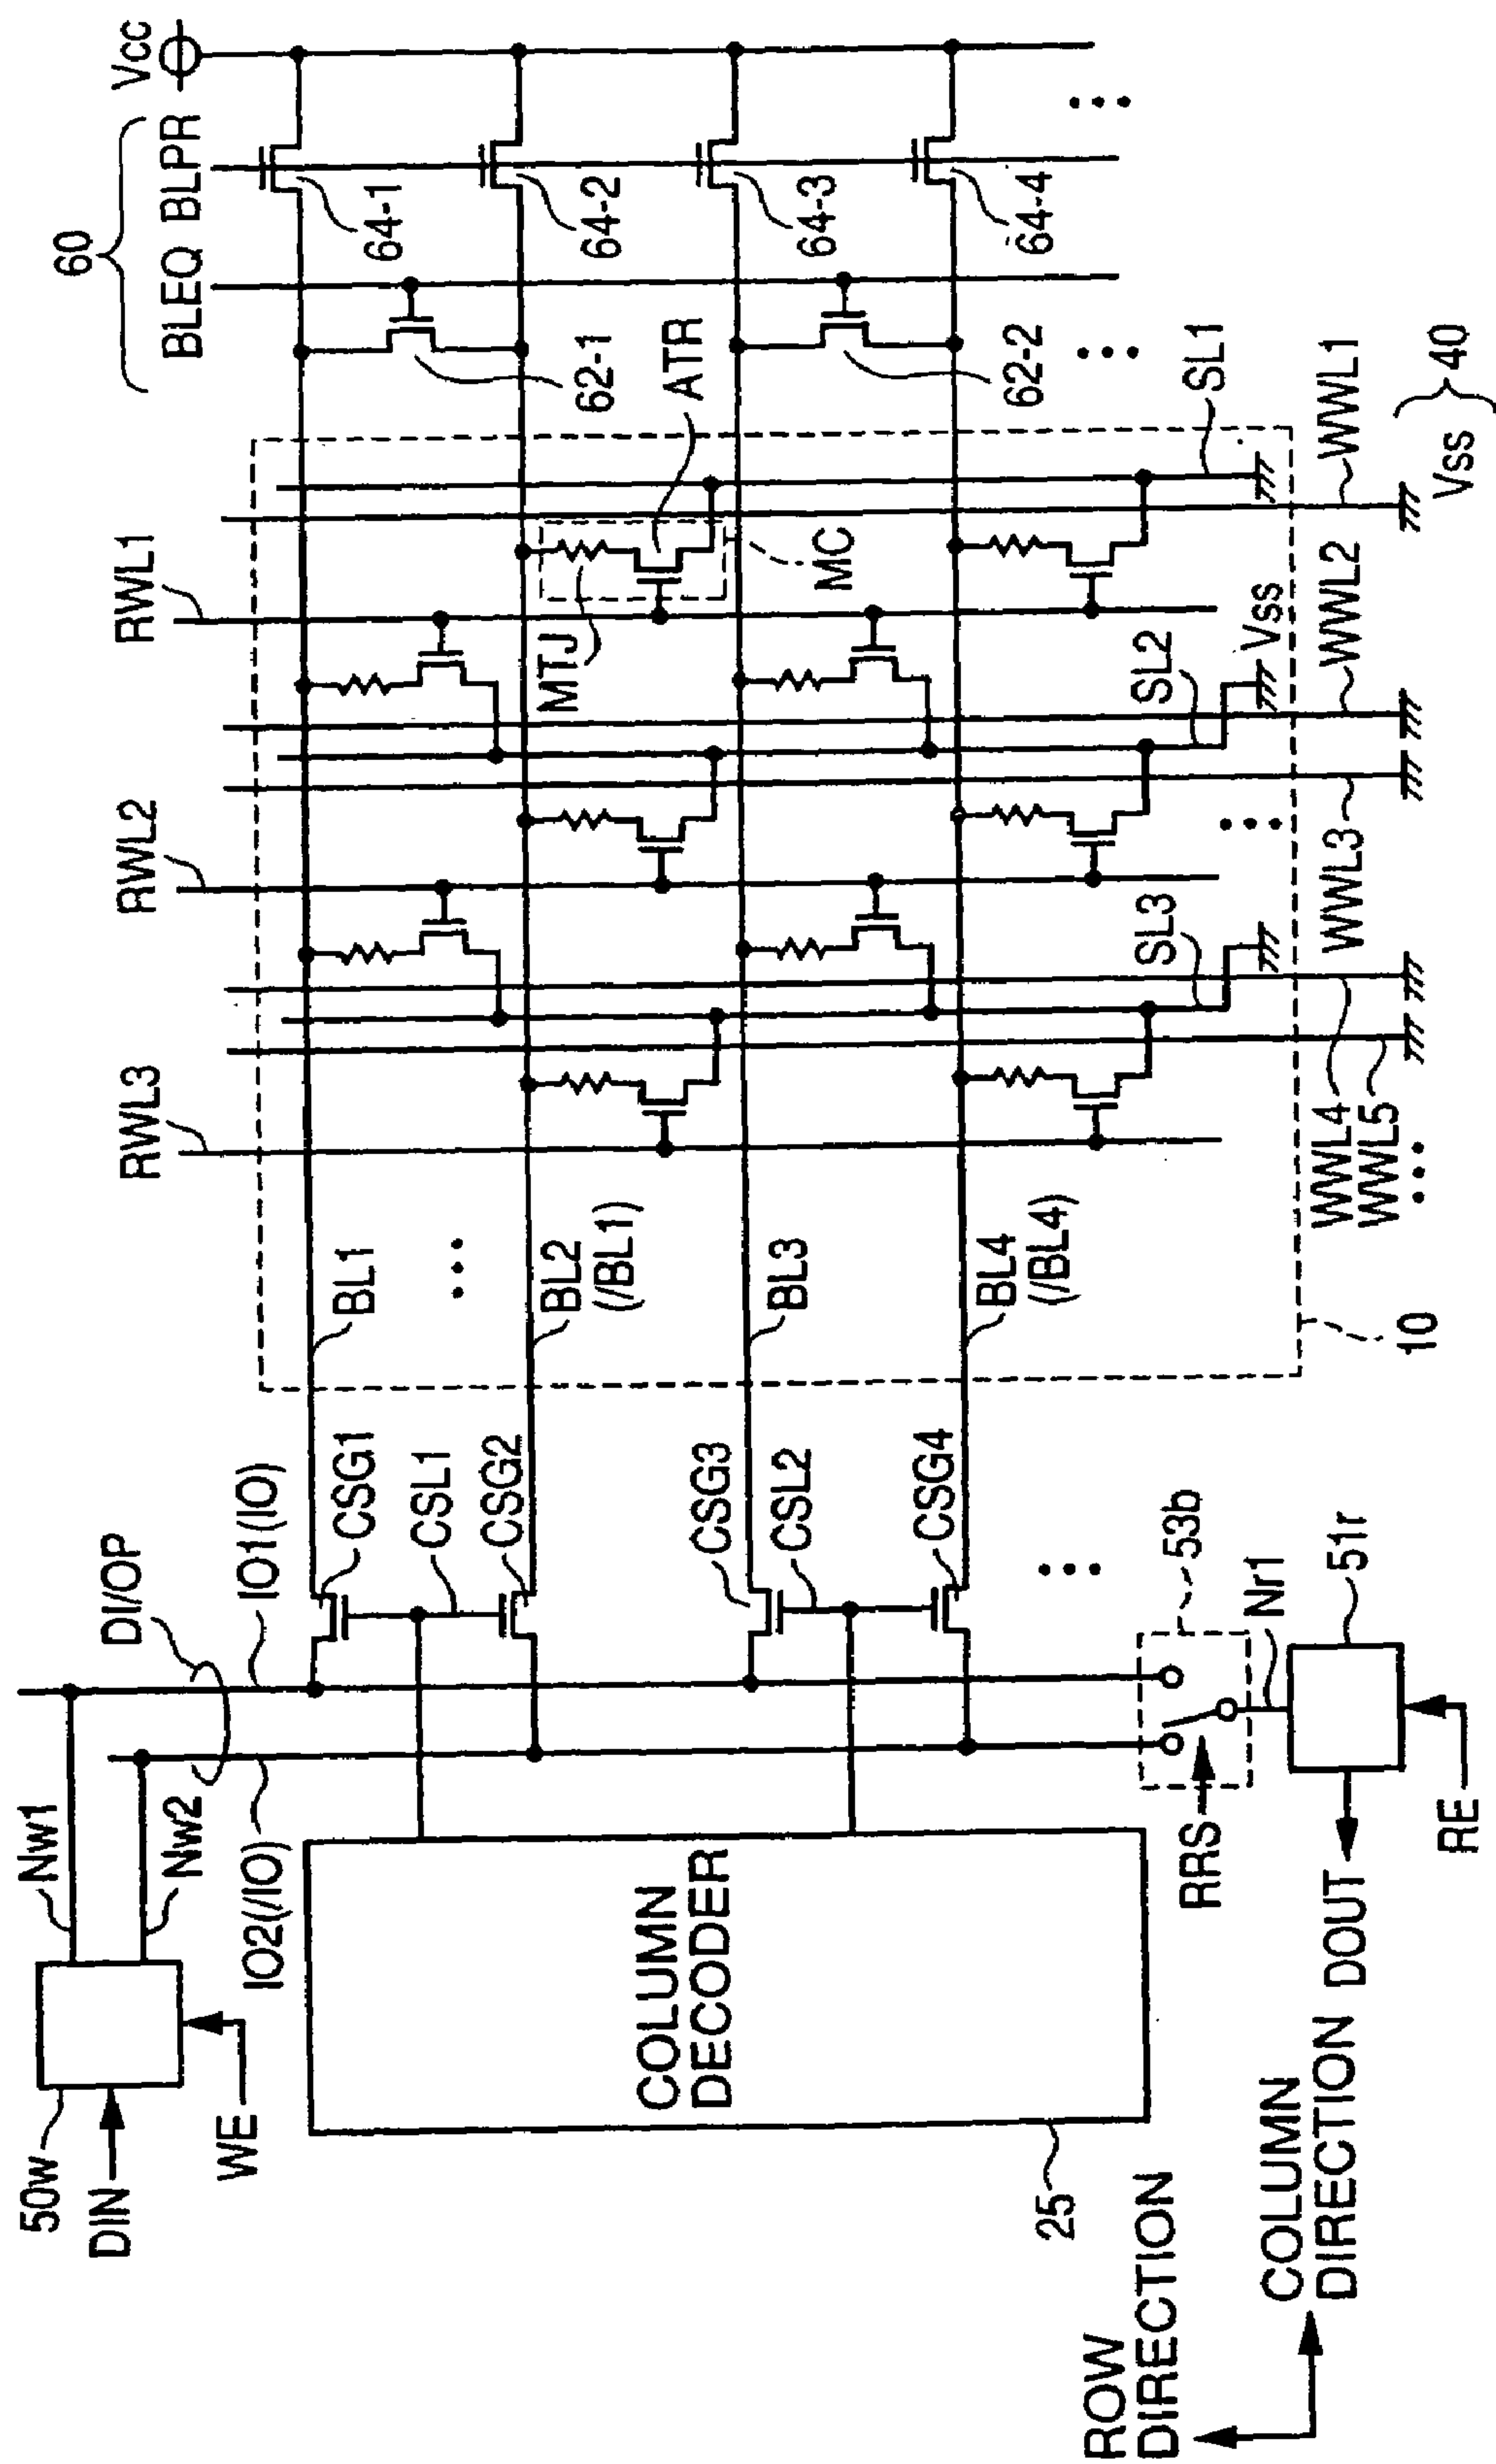 50w
DIN
WE
Nw1
Nw2
DI/OP
IO1(IO)
IO2(/IO)
COLUMN
DECODER
25
CSG1
CSL1
CSG2
CSG3
CSL2
CSG4
53b
Nr1
51r
RRS
DOUT
RE
ROW
DIRECTION
COLUMN
DIRECTION
BL1
BL2
(/BL1)
BL3
BL4
(/BL4)
10
RWL3
RWL2
RWL1
MTJ
ATR
MC
SL3
SL2
SL1
Vss
WWL4
WWL5
WWL3
WWL2
WWL1
Vss
40
60
BLEQ
BLPR
Vcc
62-1
62-2
64-1
64-2
64-3
64-4